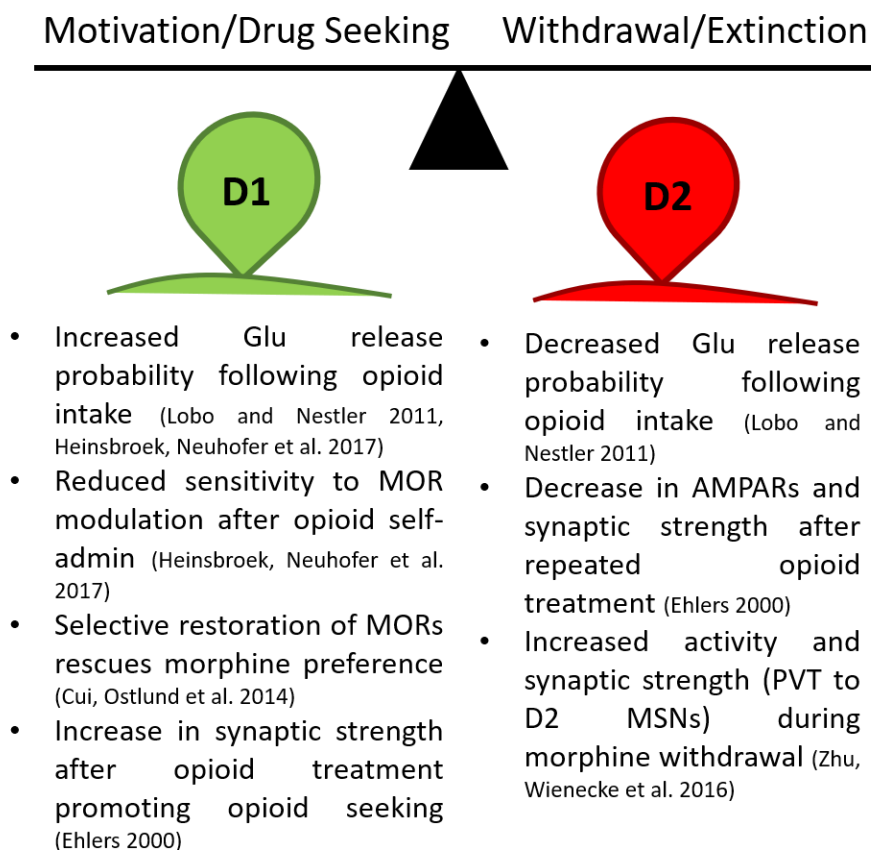 Motivation/Drug Seeking
Withdrawal/Extinction
D1
D2
• Increased Glu release
probability following opioid
intake (Lobo and Nestler 2011,
Heinsbroek, Neuhofer et al. 2017)
• Reduced sensitivity to MOR
modulation after opioid self-
admin (Heinsbroek, Neuhofer et al.
2017)
• Selective restoration of MORs
rescues morphine preference
(Cui, Ostlund et al. 2014)
• Increase in synaptic strength
after opioid treatment
promoting opioid seeking
(Ehlers 2000)
• Decreased Glu release
probability following
opioid intake (Lobo and
Nestler 2011)
• Decrease in AMPARs and
synaptic strength after
repeated opioid
treatment (Ehlers 2000)
• Increased activity and
synaptic strength (PVT to
D2 MSNs) during
morphine withdrawal (Zhu,
Wienecke et al. 2016)